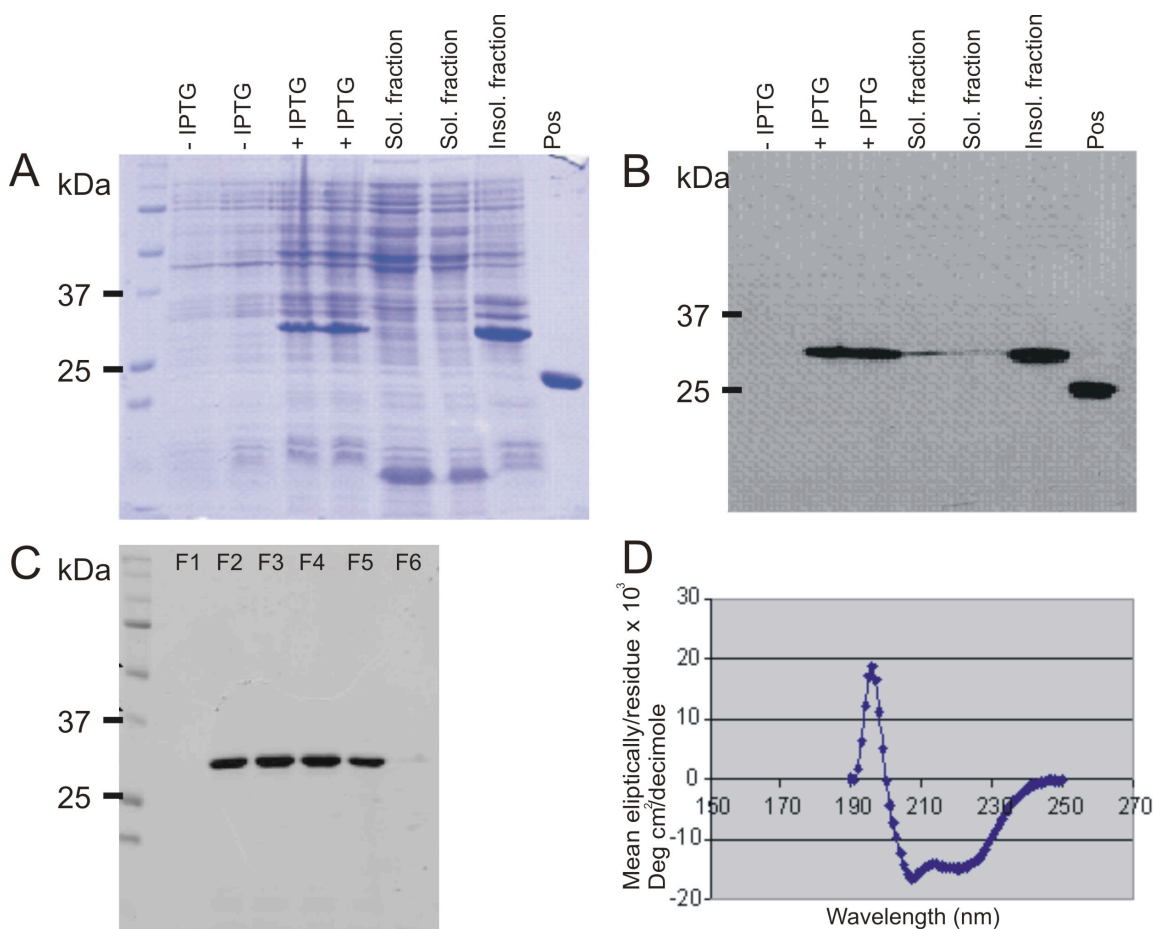 - IPTG
- IPTG
+ IPTG
+ IPTG
Sol. fraction
Sol. fraction
Insol. fraction
Pos
A
kDa
37
25
- IPTG
+ IPTG
+ IPTG
Sol. fraction
Sol. fraction
Insol. fraction
Pos
B
kDa
37
25
C
kDa
F1 F2 F3 F4 F5 F6
37
25
D
Mean eliptically/residue x 10³
Deg cm²/decimole
30
20
10
0
-10
-20
150 170 190 210 230 250 270
Wavelength (nm)